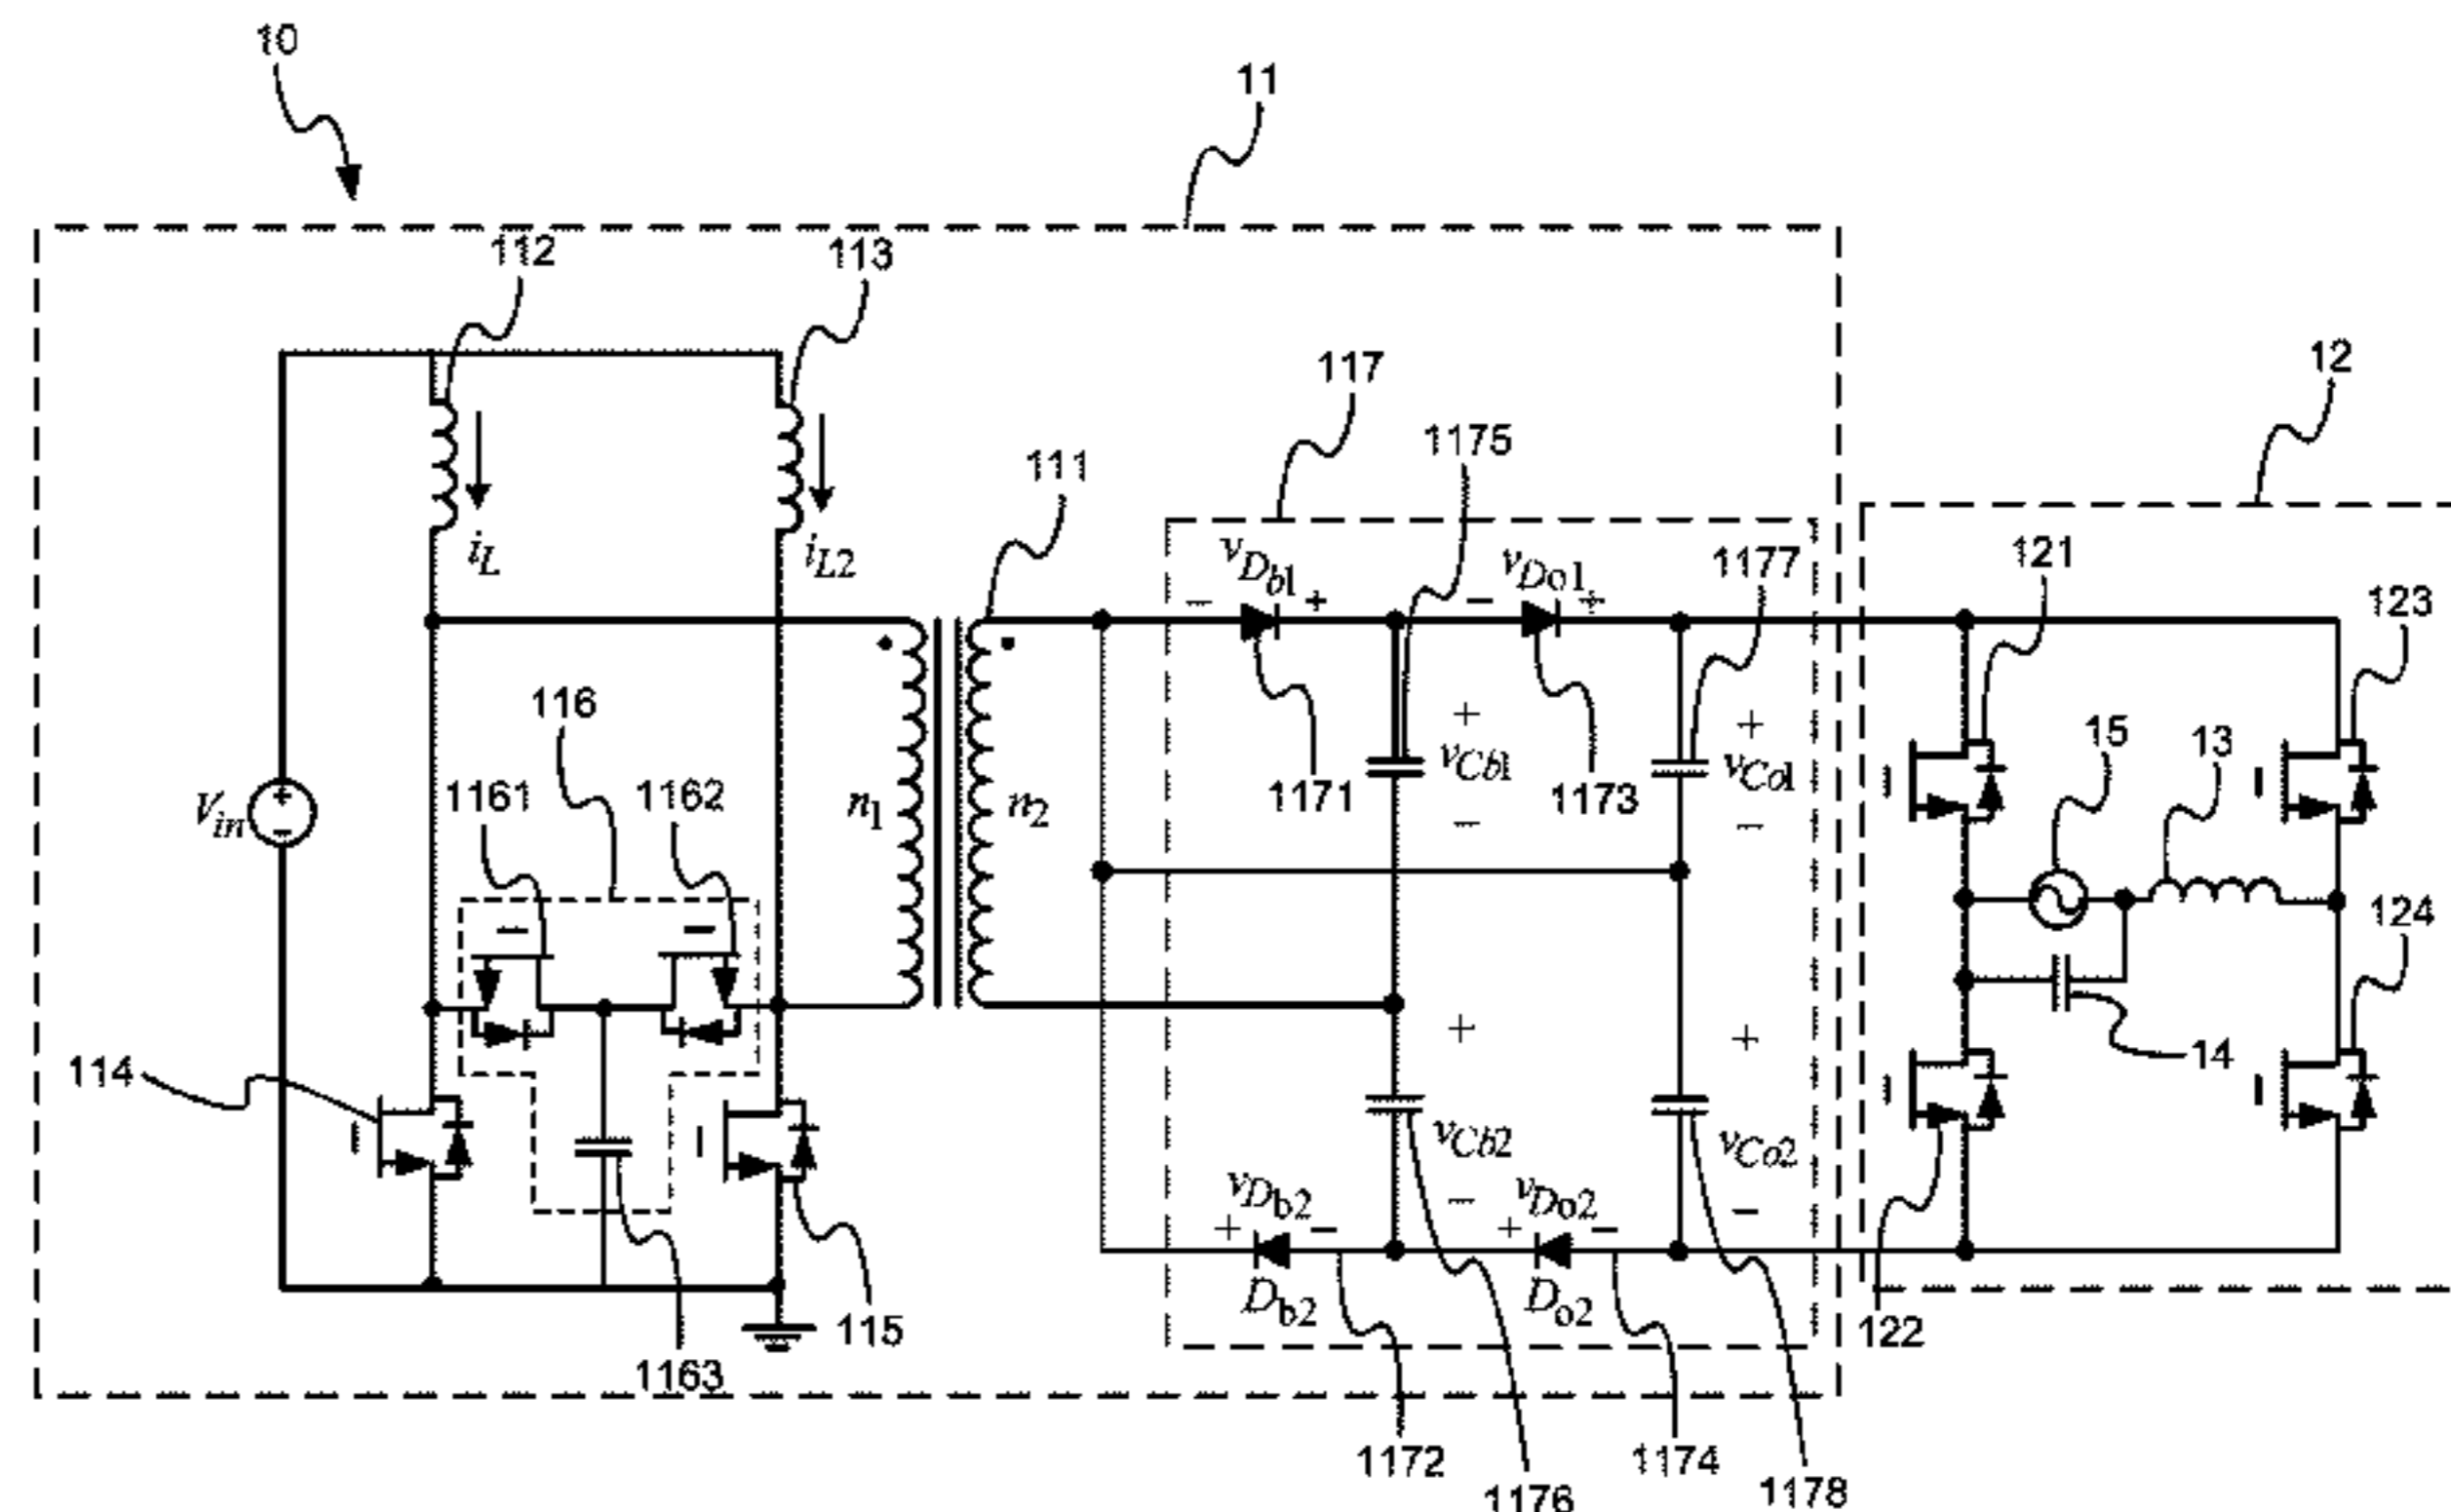 10
11
112
113
12
117
1175
111
iL
iL2
vDb1
vDo1
1177
121
123
- + - +
116
15
13
+
vCb1
-
+
vCo1
-
1161
1162
Vin
+
-
n1
n2
1171
1173
124
+
+
14
114
vCb2
vCo2
-
-
vDb2
vDo2
+ - + -
Db2
Do2
115
122
1163
1172
1174
1176
1178